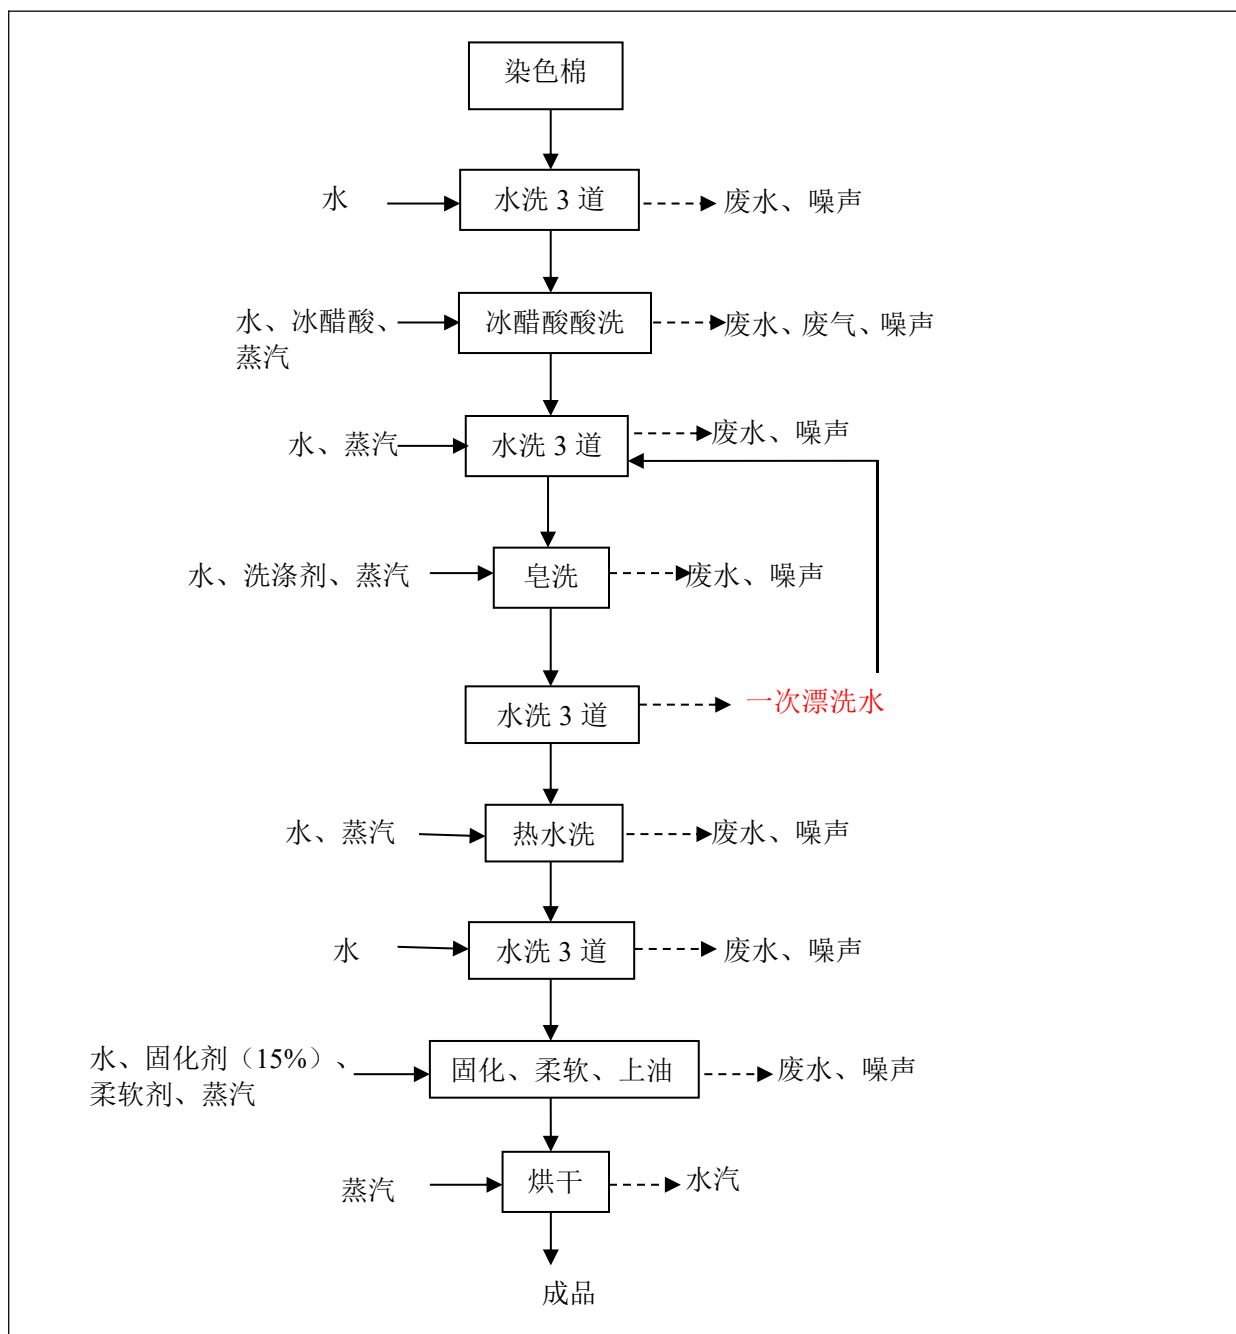 染色棉
水
水洗 3 道
废水、噪声
水、冰醋酸、
蒸汽
冰醋酸酸洗
废水、废气、噪声
水、蒸汽
水洗 3 道
废水、噪声
水、洗涤剂、蒸汽
皂洗
废水、噪声
水洗 3 道
一次漂洗水
水、蒸汽
热水洗
废水、噪声
水
水洗 3 道
废水、噪声
水、固化剂（15%）、
柔软剂、蒸汽
固化、柔软、上油
废水、噪声
蒸汽
烘干
水汽
成品